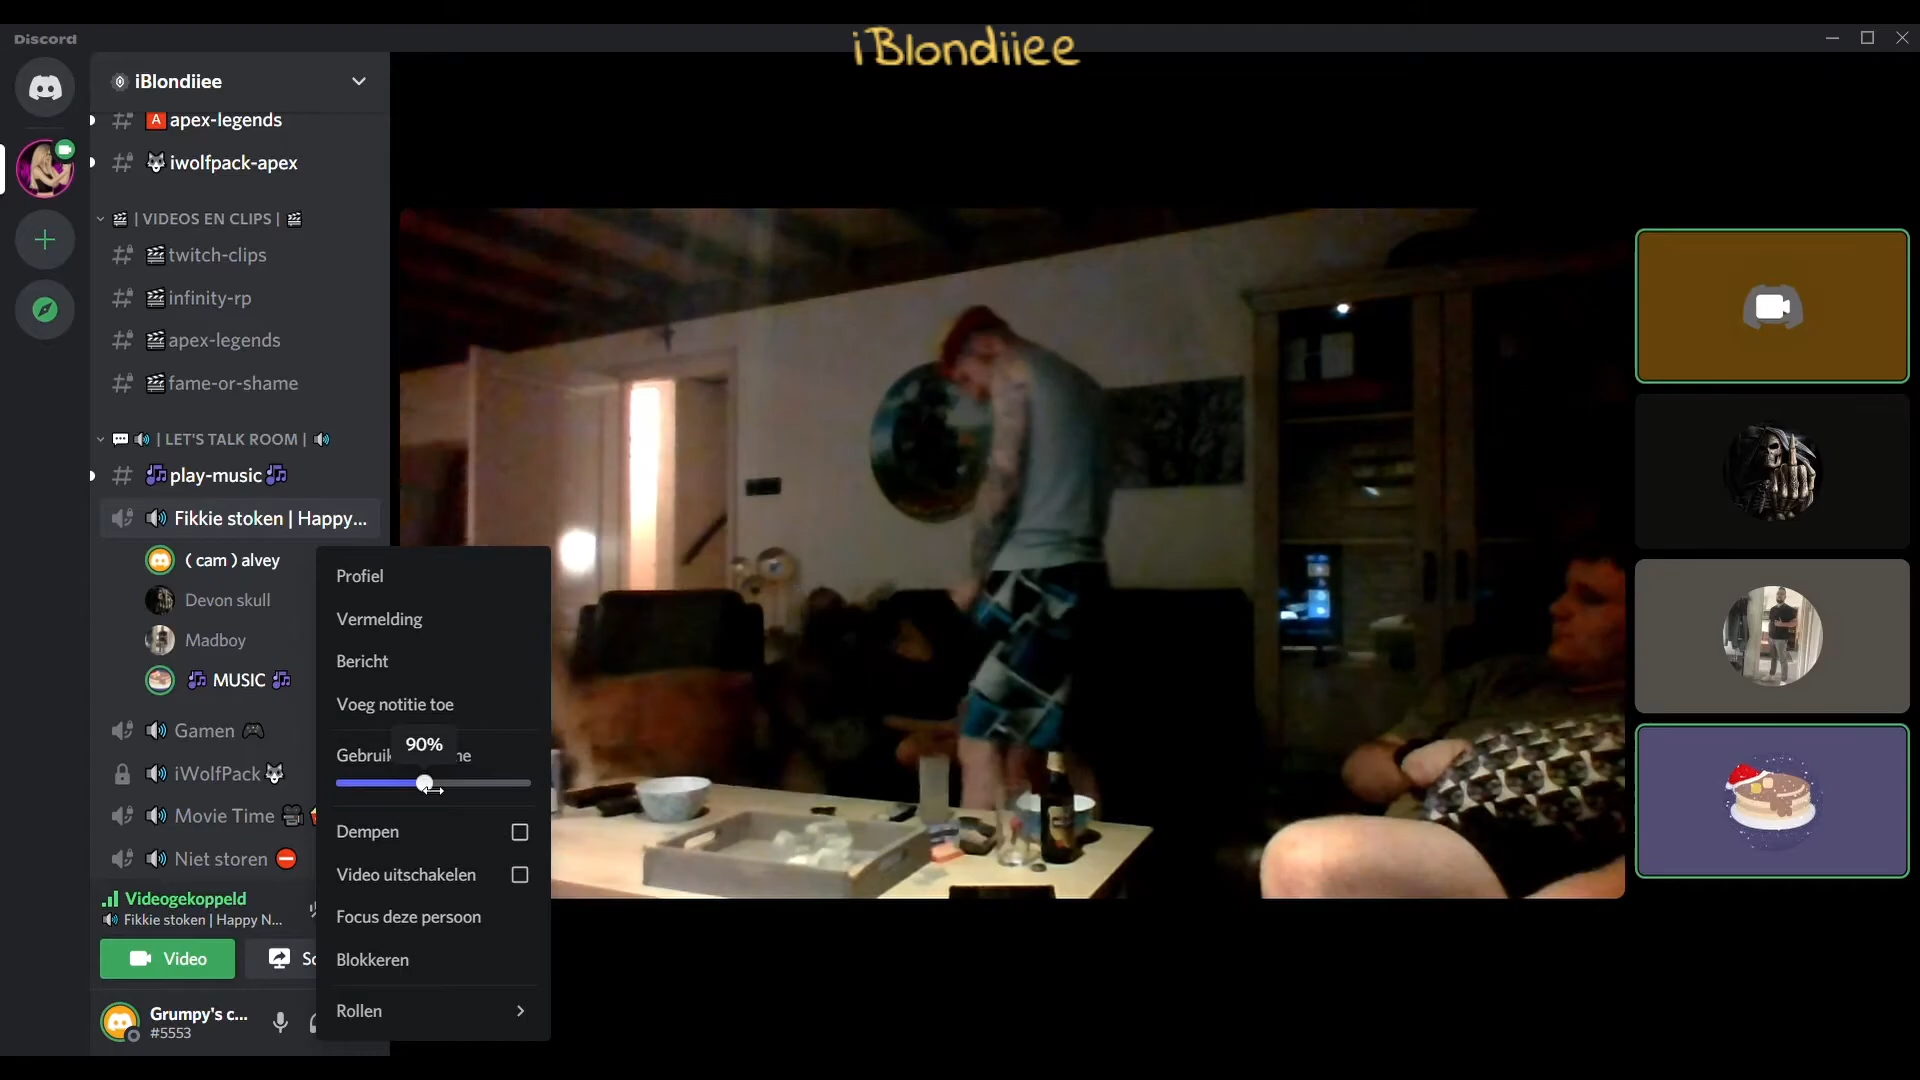 Discord
iBlondiiee
iBlondiiee
A apex-legends
iwolfpack-apex
| VIDEOS EN CLIPS |
twitch-clips
infinity-rp
apex-legends
fame-or-shame
| LET'S TALK ROOM |
play-music
Fikkie stoken | Happy...
( cam ) alvey
Devon skull
Madboy
MUSIC
Gamen
iWolfPack
Movie Time
Niet storen
Videogekoppeld
Fikkie stoken | Happy N...
Video
Sc
Grumpy's c...
#5553
Profiel
Vermelding
Bericht
Voeg notitie toe
90%
Dempen
Video uitschakelen
Focus deze persoon
Blokkeren
Rollen